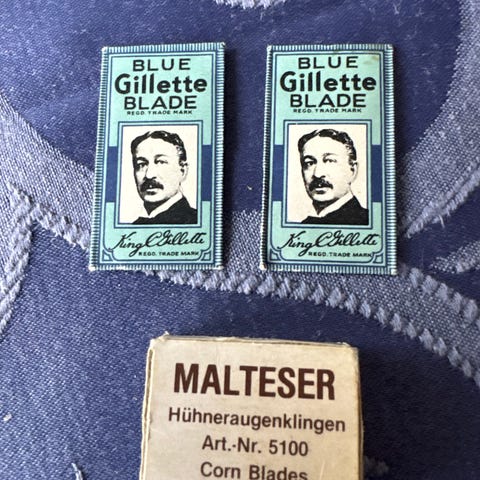 BLUE
Gillette
BLADE
REGD. TRADE MARK
King C Gillette
REGD. TRADE MARK
BLUE
Gillette
BLADE
REGD. TRADE MARK
King C Gillette
REGD. TRADE MARK
MALTESER
Hühneraugenklingen
Art.-Nr. 5100
Corn Blades